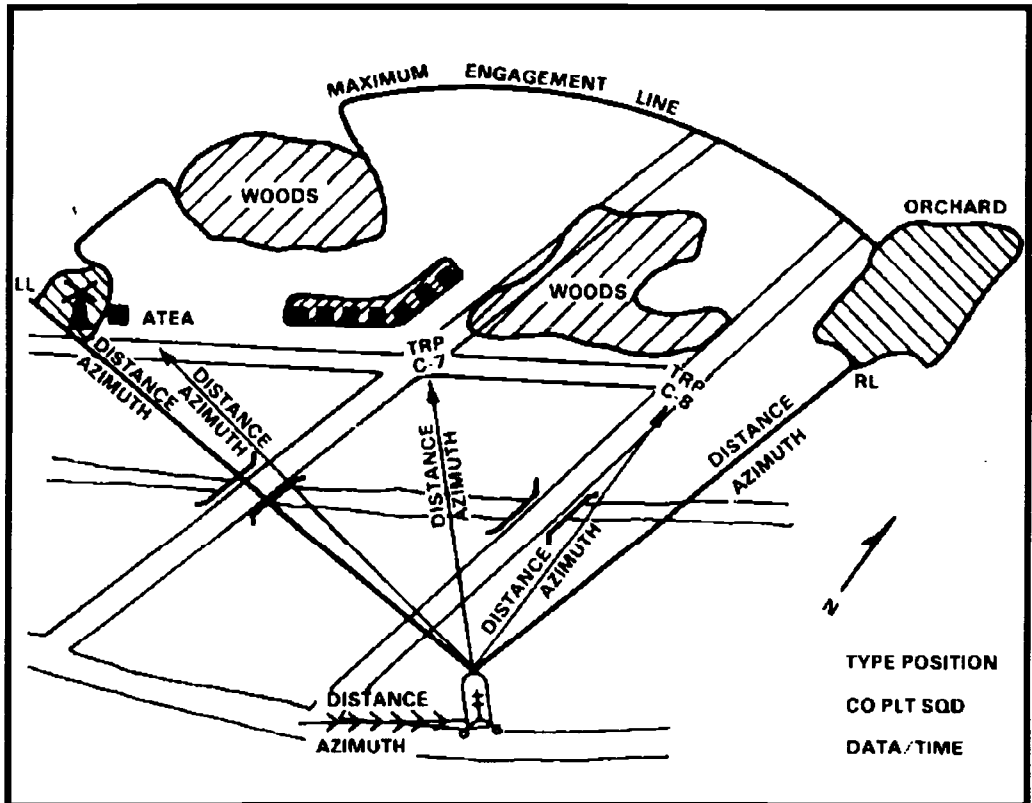 MAXIMUM ENGAGEMENT LINE
WOODS
ORCHARD
LL
ATEA
WOODS
TRP
C-7
TRP
C-8
RL
DISTANCE
AZIMUTH
DISTANCE
AZIMUTH
DISTANCE
AZIMUTH
DISTANCE
AZIMUTH
DISTANCE
AZIMUTH
N
TYPE POSITION
CO PLT SQD
DATA/TIME
DISTANCE
AZIMUTH